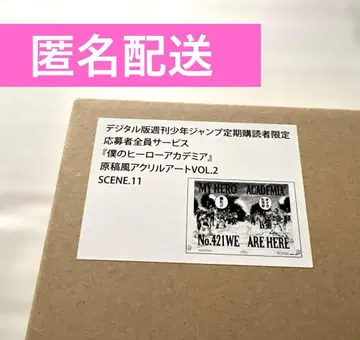 匿名配送
デジタル版週刊少年ジャンプ定期購読者限定
応募者全員サービス
『僕のヒーローアカデミア』
原稿風アクリルアートVOL.2
SCENE.11
MY HERO ACADEMIA
No.421 WE ARE HERE